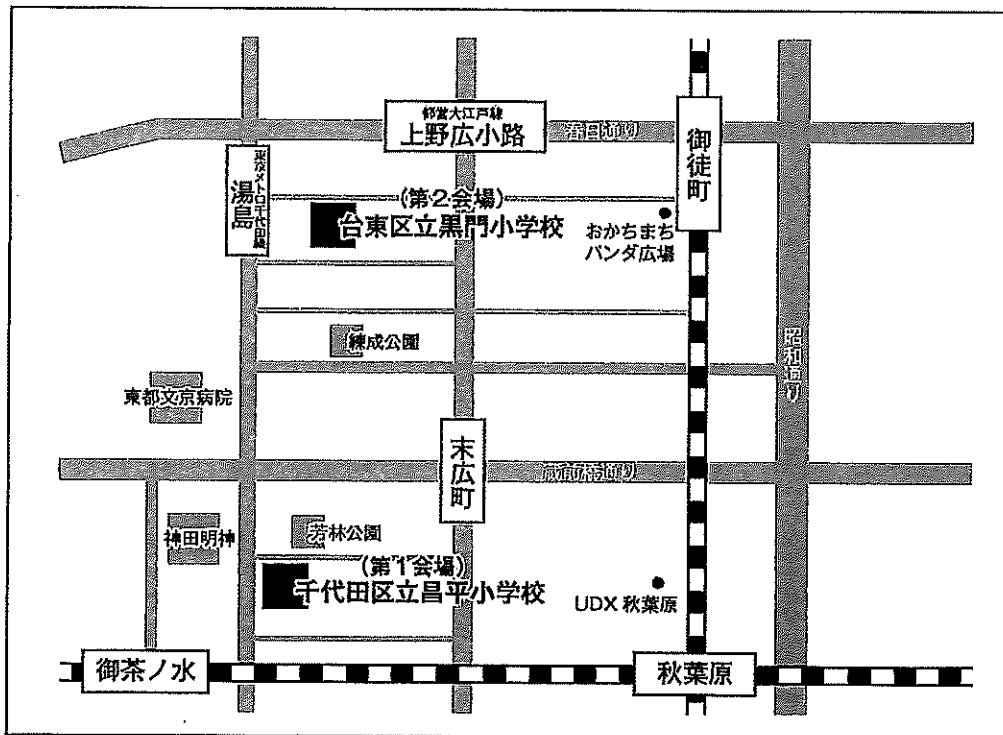 都営大江戸線
上野広小路
春日通り
御徒町
東京メトロ千代田線
湯島
(第2会場)
台東区立黒門小学校
おかちまち
パンダ広場
練成公園
昭和通り
東都文京病院
末広町
蔵前橋通り
芳林公園
神田明神
(第1会場)
千代田区立昌平小学校
UDX 秋葉原
御茶ノ水
秋葉原